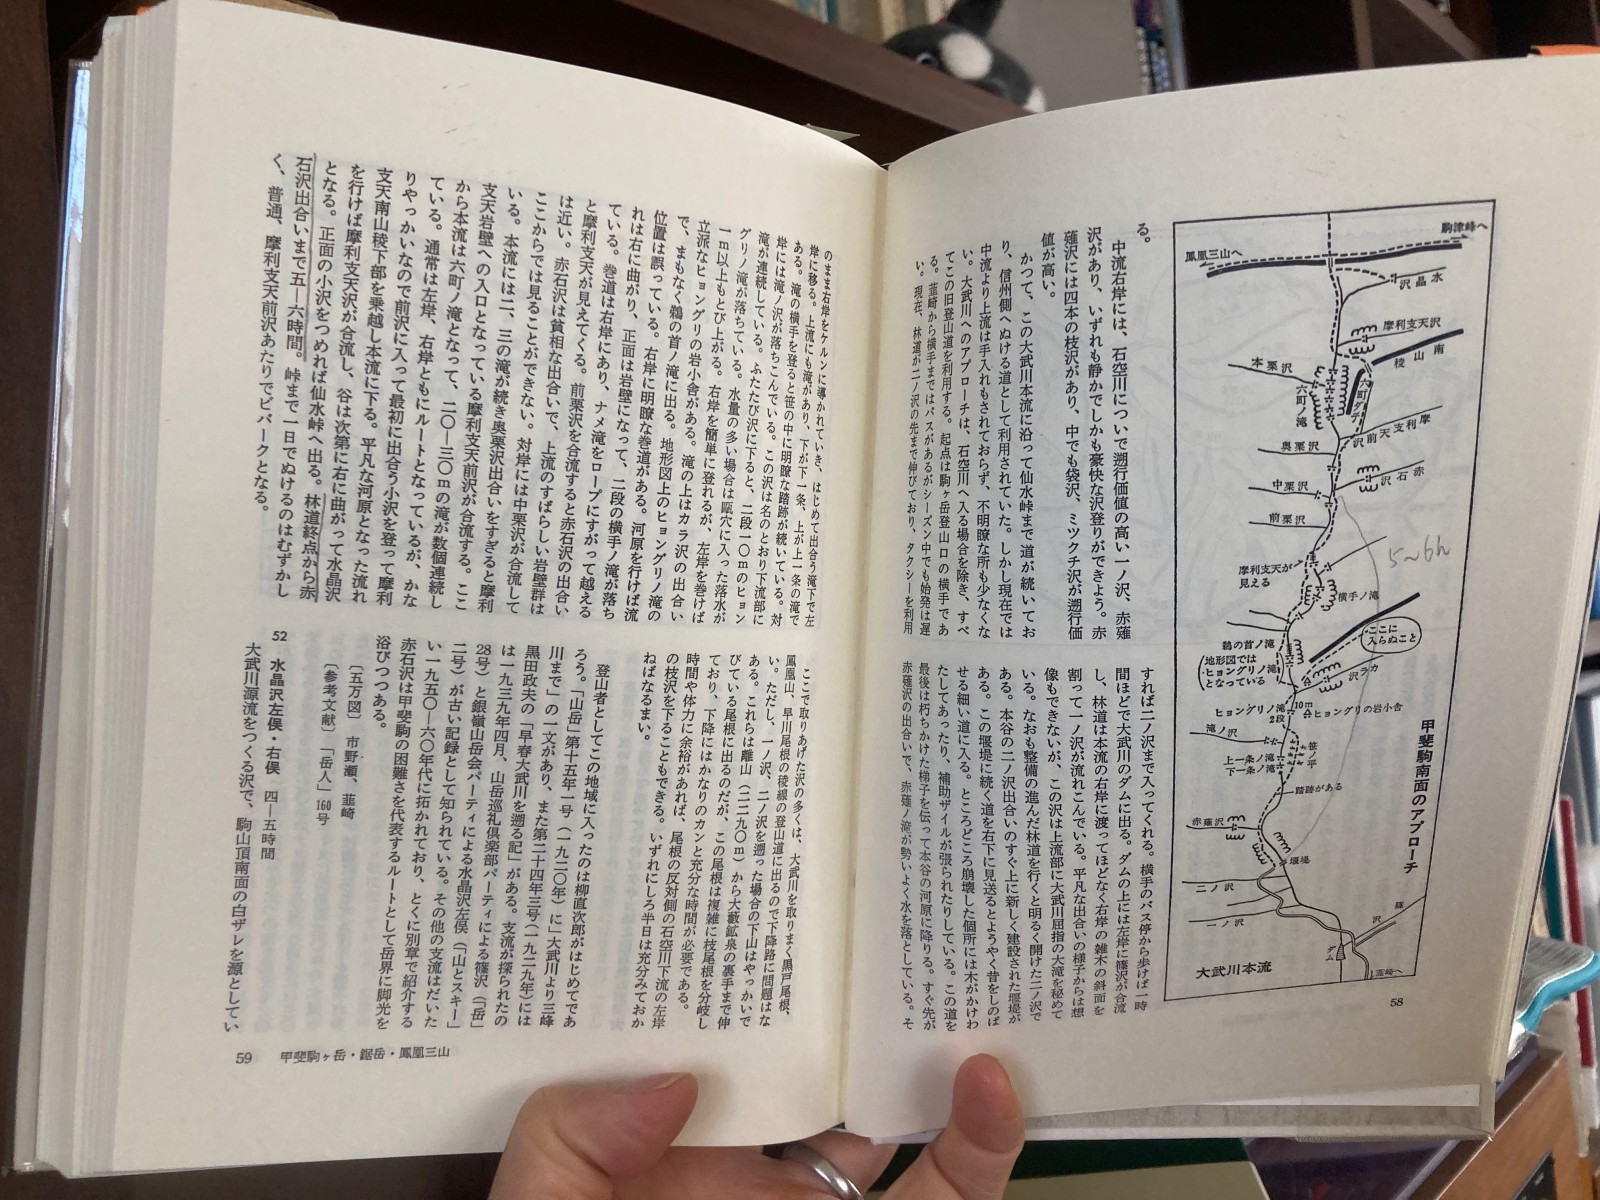 甲斐駒南面のアプローチ
駒津峰へ
鳳凰三山へ
水晶沢
摩利支天沢
南山稜
本栗沢
六町ノ滝
六町ダル
摩利支天前沢
奥栗沢
赤石沢
中栗沢
前栗沢
5~6h
摩利支天が
見える
横手ノ滝
ここに
入らぬこと
鵜の首ノ滝
(地形図では
ヒョングリノ滝
となっている)
カラ沢
ヒョングリノ滝
10m
2段
ヒョングリの岩小舎
滝ノ沢
笹ノ平
上一条ノ滝
下一条ノ滝
踏跡がある
赤薙沢
堰堤
二ノ沢
一ノ沢
篠沢
ダム
韮崎へ
大武川本流
58
る。
中流右岸には、石空川について遡行価値の高い一ノ沢、赤薙
沢があり、いずれも静かでしかも豪快な沢登りができよう。赤
薙沢には四本の枝沢があり、中でも袋沢、ミツクチ沢が遡行価
値が高い。
かつて、この大武川本流に沿って仙水峠まで道が続いてお
り、信州側へぬける道として利用されていた。しかし現在では
中流より上流は手入れもされておらず、不明瞭な所も少なくな
い。大武川へのアプローチは、石空川へ入る場合を除き、すべ
てこの旧登山道を利用する。起点は駒ヶ岳登山口の横手であ
る。韮崎から横手まではバスがあるがシーズン中でも始発は遅
い。現在、林道が二ノ沢の先まで伸びており、タクシーを利用
すれば二ノ沢まで入ってくれる。横手のバス停から歩けば一時
間ほどで大武川のダムに出る。ダムの上には左岸に篠沢が合流
し、林道は本流の右岸に渡ってほどなく右岸の雑木の斜面を
割って一ノ沢が流れこんでいる。平凡な出合いの様子からは想
像もできないが、この沢は上流部に大武川屈指の大滝を秘めて
いる。なおも整備の進んだ林道を行くと明るく開けた二ノ沢で
ある。本谷の二ノ沢出合いのすぐ上に新しく建設された堰堤が
ある。この堰堤に続く道を右下に見送るとようやく昔をしのば
せる細い道に入る。ところどころ崩壊した個所には木がかけわ
たしてあったり、補助ザイルが張られたりしている。この道を
最後は朽ちかけた梯子を伝って本谷の河原に降りる。すぐ先が
赤薙沢の出合いで、赤薙ノ滝が勢いよく水を落としている。そ
のまま右岸をケルンに導かれていき、はじめて出合う滝下で左
岸に移る。上流にも滝があり、下が下一条、上が上一条の滝で
ある。滝の横手を登ると笹の中に明瞭な踏跡が続いている。対
岸には滝ノ沢が落ちこんでいる。この沢は名のとおり下流部に
滝が連続している。ふたたび沢に下ると、二段一〇mのヒョン
グリノ滝が落ちている。水量の多い場合は甌穴に入った落水が
一m以上もとび上がる。右岸を簡単に登れるが、左岸を巻けば
立派なヒョングリの岩小舎がある。滝の上はカラ沢の出合い
で、まもなく鵜の首ノ滝に出る。地形図上のヒョングリノ滝の
位置は誤っている。右岸に明瞭な巻道がある。河原を行けば流
れは右に曲がり、正面は岩壁になって、二段の横手ノ滝が落ち
ている。巻道は右岸にあり、ナメ滝をロープにすがって越える
と摩利支天が見えてくる。前栗沢を合流すると赤石沢の出合い
は近い。赤石沢は貧相な出合いで、上流のすばらしい岩壁群は
ここからでは見ることができない。対岸には中栗沢が合流して
いる。本流には二、三の滝が続き奥栗沢出合いをすぎると摩利
支天岩壁への入口となっている摩利支天前沢が合流する。ここ
から本流は六町ノ滝となって、二〇―三〇mの滝が数個連続し
ている。通常は左岸、右岸ともにルートとなっているが、かな
りやっかいなので前沢に入って最初に出合う小沢を登って摩利
支天南山稜下部を乗越し本流に下る。平凡な河原となった流れ
を行けば摩利支天沢が合流し、谷は次第に右に曲がって水晶沢
となる。正面の小沢をつめれば仙水峠へ出る。林道終点から赤
石沢出合いまで五―六時間。峠まで一日でぬけるのはむずかし
く、普通、摩利支天前沢あたりでビバークとなる。
ここで取りあげた沢の多くは、大武川を取りまく黒戸尾根、
鳳凰山、早川尾根の稜線の登山道に出るので下降路に問題はな
い。ただし、一ノ沢、二ノ沢を遡った場合の下山はやっかいで
ある。これらは離山(二二九〇m)から大藪鉱泉の裏手まで伸
びている尾根に出るのだが、この尾根は複雑に枝尾根を分岐し
ており、下降にはかなりのカンと充分な時間が必要である。
時間や体力に余裕があれば、尾根の反対側の石空川下流の左岸
の枝沢を下ることもできる。いずれにしろ半日は充分みておか
ねばなるまい。
登山者としてこの地域に入ったのは柳直次郎がはじめてであ
ろう。「山岳」第十五年一号(一九二〇年)に「大武川より三峰
川まで」の一文があり、また第二十四年三号(一九二九年)には
黒田政夫の「早春大武川を遡る記」がある。支流が探られたの
は一九三九年四月、山岳巡礼倶楽部パーティによる篠沢(「岳」
28号)と銀嶺山岳会パーティによる水晶沢左俣(「山とスキー」
二号)が古い記録として知られている。その他の支流はだいた
い一九五〇―六〇年代に拓かれており、とくに別章で紹介する
赤石沢は甲斐駒の困難さを代表するルートとして岳界に脚光を
浴びつつある。
〔五万図〕 市野瀬、韮崎
〔参考文献〕「岳人」160号
52 水晶沢左俣・右俣 四―五時間
大武川源流をつくる沢で、駒山頂南面の白ザレを源としてい
59 甲斐駒ヶ岳・鋸岳・鳳凰三山